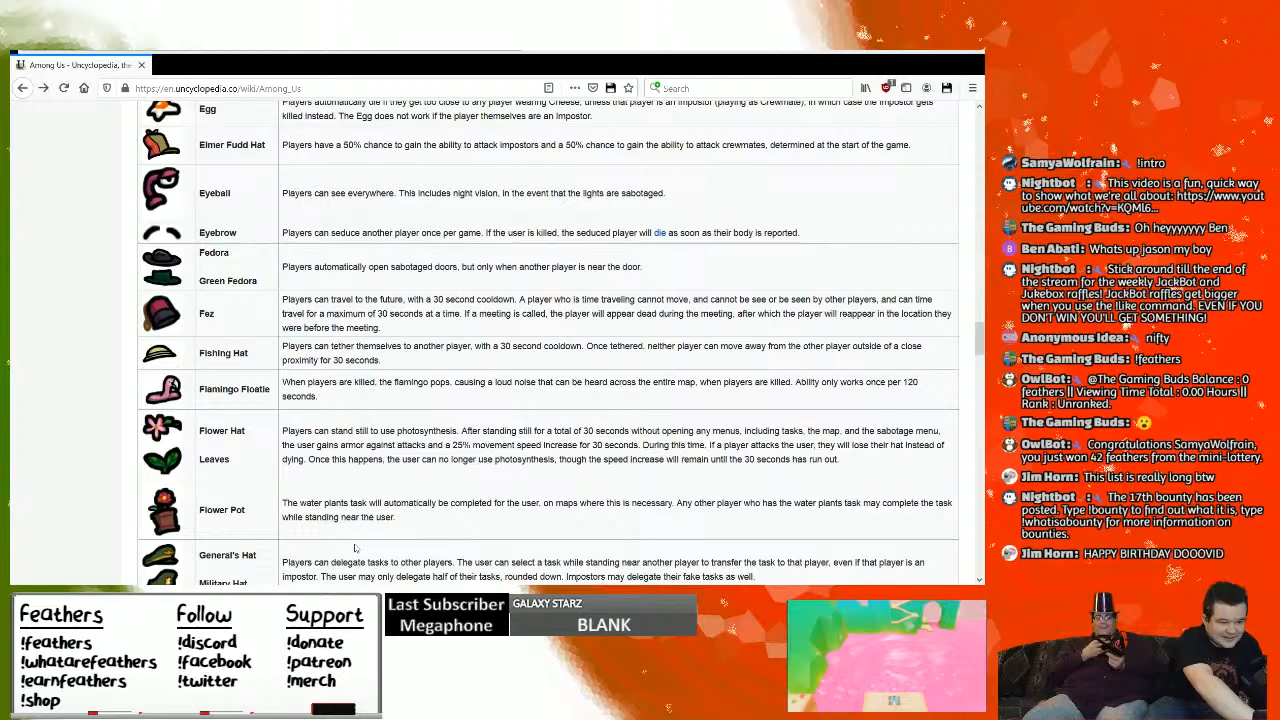 Among Us - Uncyclopedia, the
https://en.uncyclopedia.co/wiki/Among_Us
Search
Egg
Players automatically die if they get too close to any player wearing Cheese, unless that player is an Impostor (playing as Crewmate), in which case the impostor gets
killed instead. The Egg does not work if the player themselves are an Impostor.
Elmer Fudd Hat
Players have a 50% chance to gain the ability to attack impostors and a 50% chance to gain the ability to attack crewmates, determined at the start of the game.
Eyeball
Players can see everywhere. This includes night vision, in the event that the lights are sabotaged.
Eyebrow
Players can seduce another player once per game. If the user is killed, the seduced player will die as soon as their body is reported.
Fedora
Green Fedora
Players automatically open sabotaged doors, but only when another player is near the door.
Fez
Players can travel to the future, with a 30 second cooldown. A player who is time traveling cannot move, and cannot be see or be seen by other players, and can time
travel for a maximum of 30 seconds at a time. If a meeting is called, the player will appear dead during the meeting, after which the player will reappear in the location they
were before the meeting.
Fishing Hat
Players can tether themselves to another player, with a 30 second cooldown. Once tethered, neither player can move away from the other player outside of a close
proximity for 30 seconds.
Flamingo Floatie
When players are killed, the flamingo pops, causing a loud noise that can be heard across the entire map, when players are killed. Ability only works once per 120
seconds.
Flower Hat
Leaves
Players can stand still to use photosynthesis. After standing still for a total of 30 seconds without opening any menus, including tasks, the map, and the sabotage menu,
the user gains armor against attacks and a 25% movement speed increase for 30 seconds. During this time, If a player attacks the user, they will lose their hat instead of
dying. Once this happens, the user can no longer use photosynthesis, though the speed increase will remain until the 30 seconds has run out.
Flower Pot
The water plants task will automatically be completed for the user, on maps where this is necessary. Any other player who has the water plants task may complete the task
while standing near the user.
General's Hat
Military Hat
Players can delegate tasks to other players. The user can select a task while standing near another player to transfer the task to that player, even if that player is an
impostor. The user may only delegate half of their tasks, rounded down. Impostors may delegate their fake tasks as well.
SamyaWolfrain: !intro
Nightbot : This video is a fun, quick way
to show what we're all about: https://www.yout
ube.com/watch?v=KQMl6...
The Gaming Buds: Oh heyyyyyyy Ben
Ben Abati: Whats up jason my boy
Nightbot : Stick around till the end of
the stream for the weekly JackBot and
Jukebox raffles! JackBot raffles get bigger
when you use the !like command. EVEN IF YOU
DON'T WIN YOU'LL GET SOMETHING!
Anonymous Idea: nifty
The Gaming Buds: !feathers
OwlBot: @The Gaming Buds Balance : 0
feathers || Viewing Time Total : 0.00 Hours ||
Rank : Unranked.
The Gaming Buds:
OwlBot: Congratulations SamyaWolfrain,
you just won 42 feathers from the mini-lottery.
Jim Horn: This list is really long btw
Nightbot : The 17th bounty has been
posted. Type !bounty to find out what it is, type
!whatisabounty for more information on
bounties.
Jim Horn: HAPPY BIRTHDAY DOOOVID
Feathers
!feathers
!whatarefeathers
!earnfeathers
!shop
Follow
!discord
!facebook
!twitter
Support
!donate
!patreon
!merch
Last Subscriber
Megaphone
GALAXY STARZ
BLANK